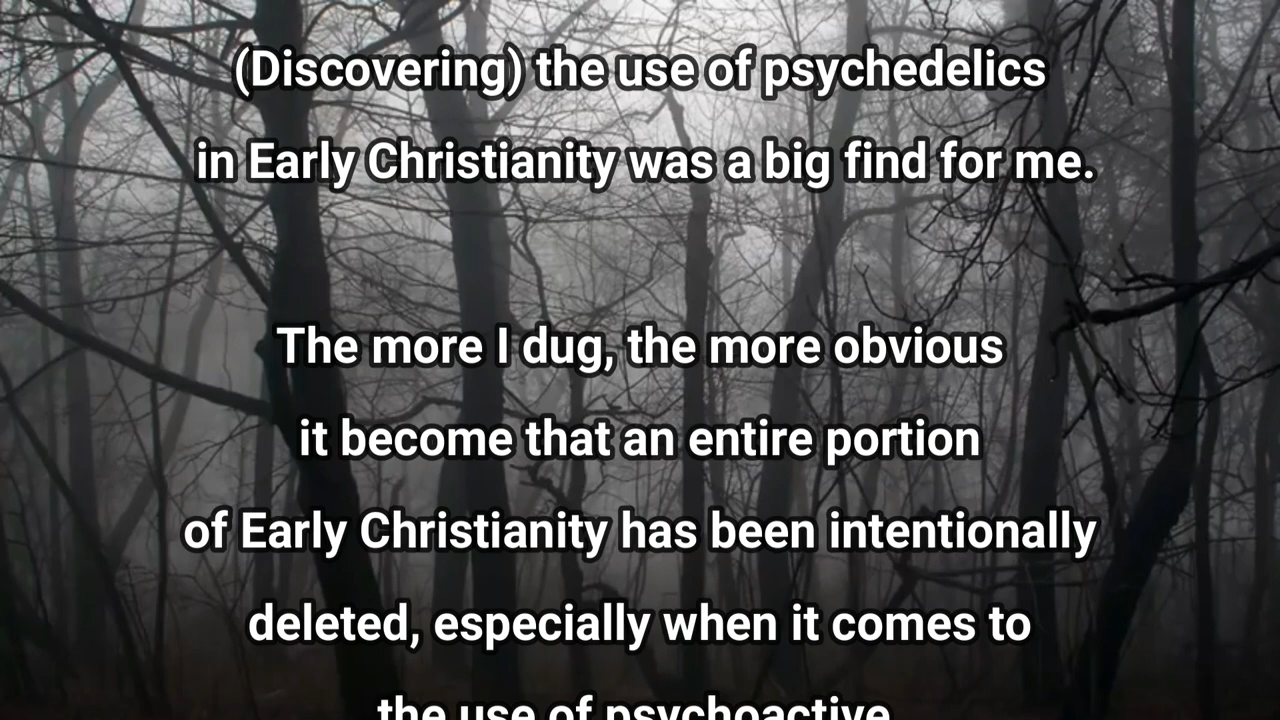 (Discovering) the use of psychedelics
in Early Christianity was a big find for me.
The more I dug, the more obvious
it become that an entire portion
of Early Christianity has been intentionally
deleted, especially when it comes to
the use of psychoactive